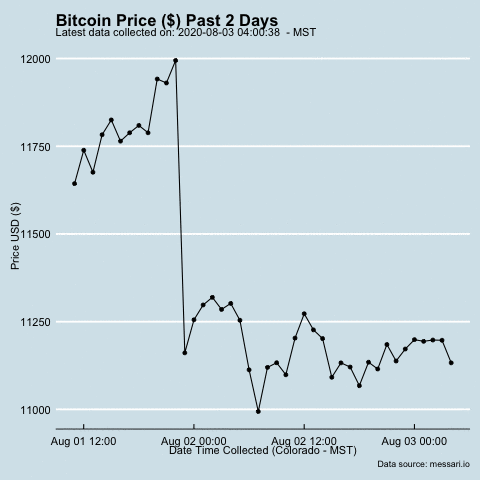 Bitcoin Price ($) Past 2 Days
Latest data collected on: 2020-08-03 04:00:38 - MST
12000
11750
11500
11250
11000
Price USD ($)
Aug 01 12:00 Aug 02 00:00 Aug 02 12:00 Aug 03 00:00
Date Time Collected (Colorado - MST)
Data source: messari.io